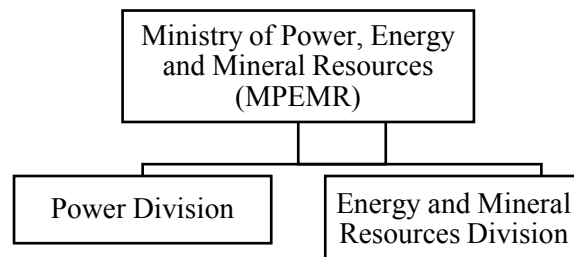 Ministry of Power, Energy
and Mineral Resources
(MPEMR)
Power Division
Energy and Mineral
Resources Division